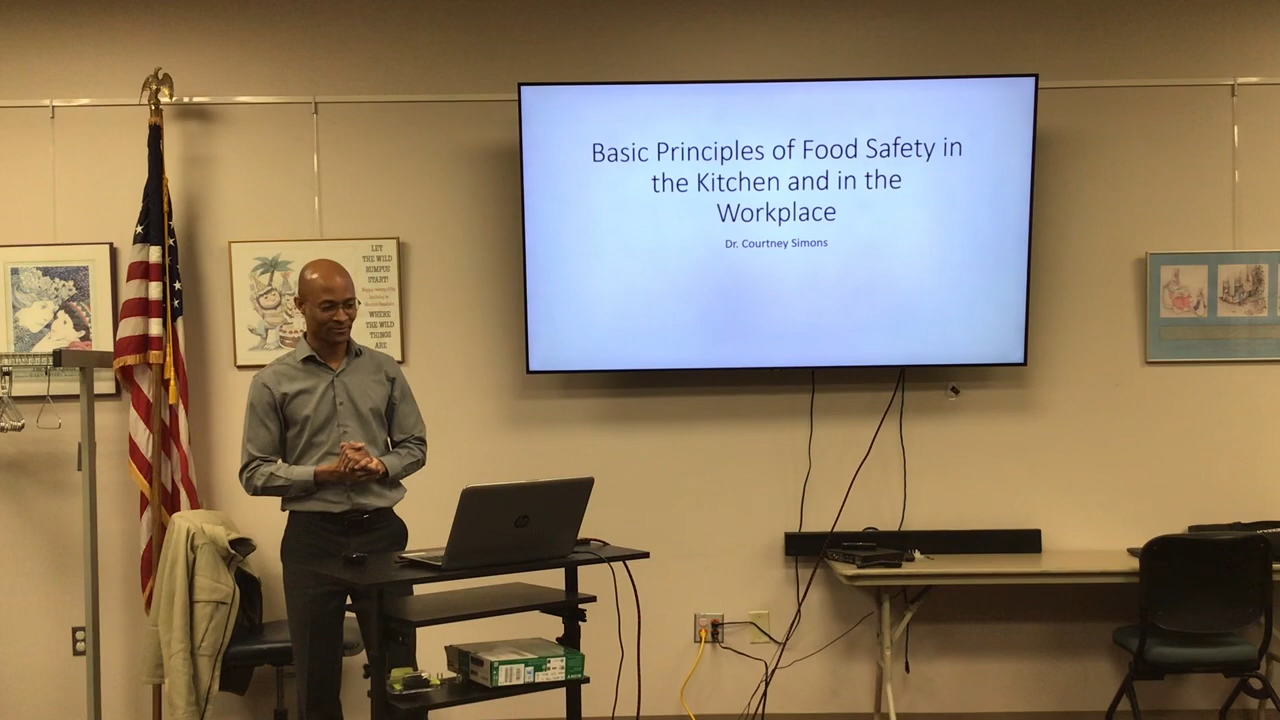 Basic Principles of Food Safety in
the Kitchen and in the
Workplace
Dr. Courtney Simons
LET
THE WILD
RUMPUS
START!
WHERE
THE WILD
THINGS
ARE
hp